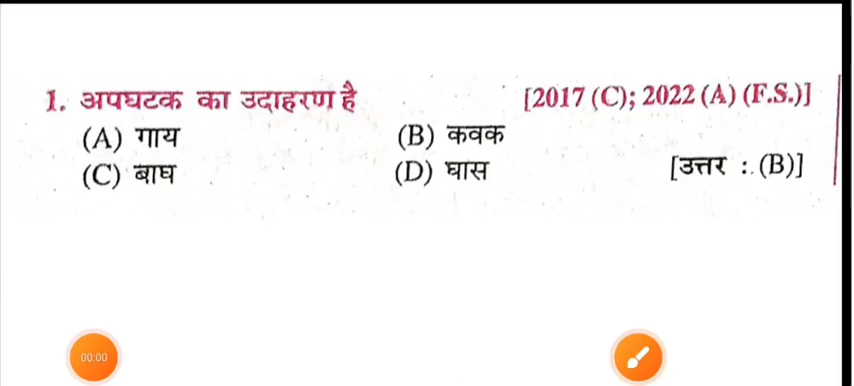 1. अपघटक का उदाहरण है [2017 (C); 2022 (A) (F.S.)]
(A) गाय (B) कवक
(C) बाघ (D) घास [उत्तर : (B)]
00:00